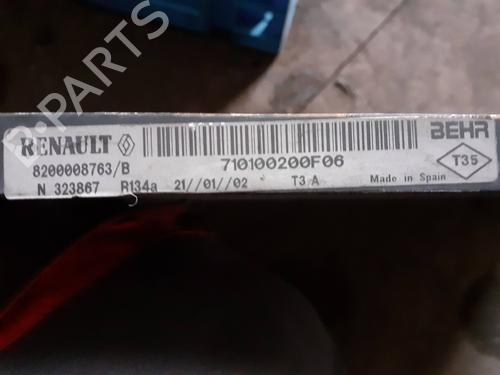 RENAULT
BEHR
8200008763/B
710100200F06
T35
N 323867 R134a 21//01//02 T3 A Made in Spain
B-PARTS